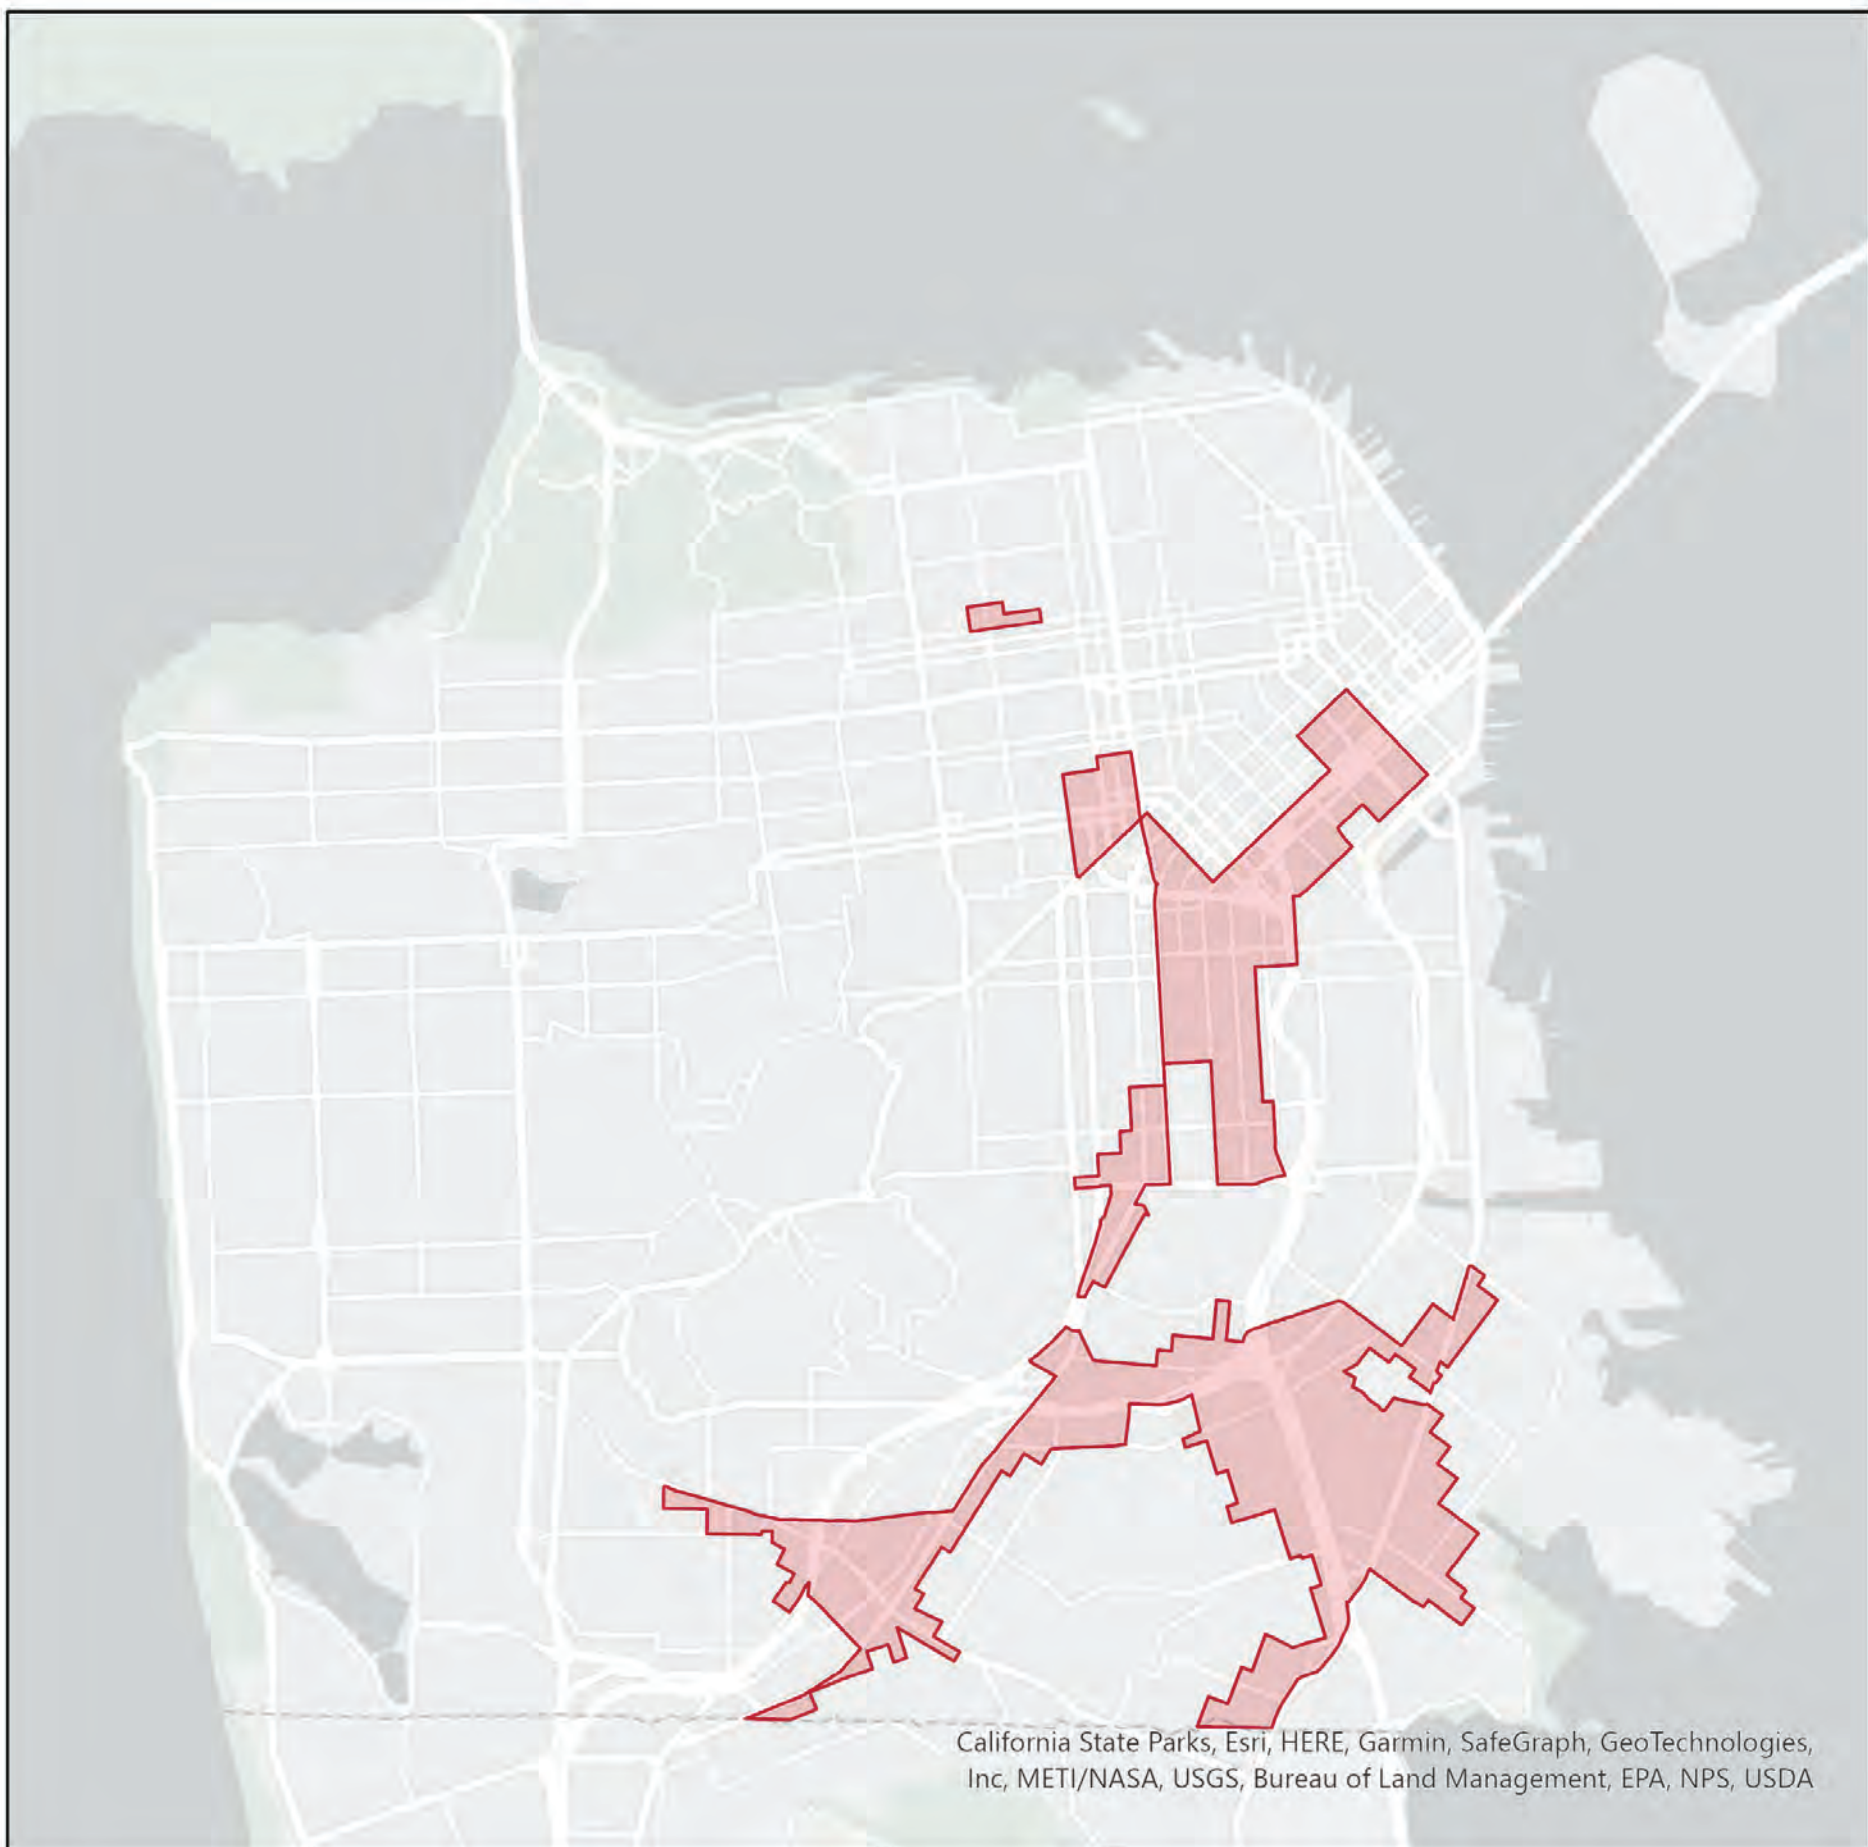 California State Parks, Esri, HERE, Garmin, SafeGraph, GeoTechnologies,
Inc, METI/NASA, USGS, Bureau of Land Management, EPA, NPS, USDA